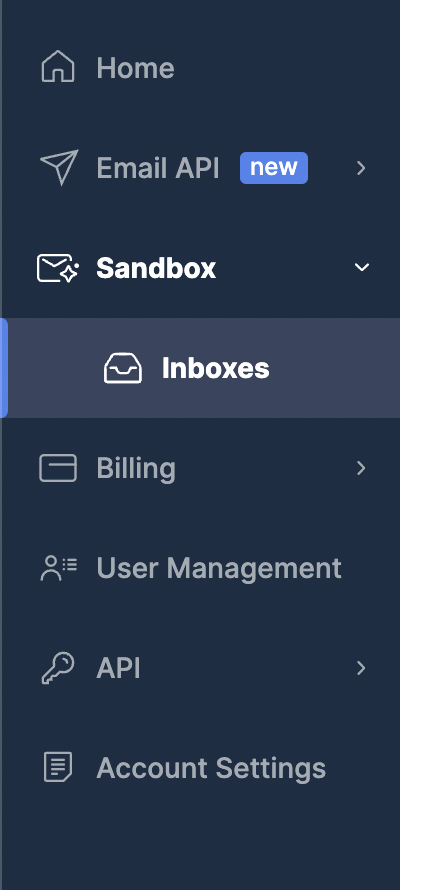 Home
Email API new
Sandbox
Inboxes
Billing
User Management
API
Account Settings